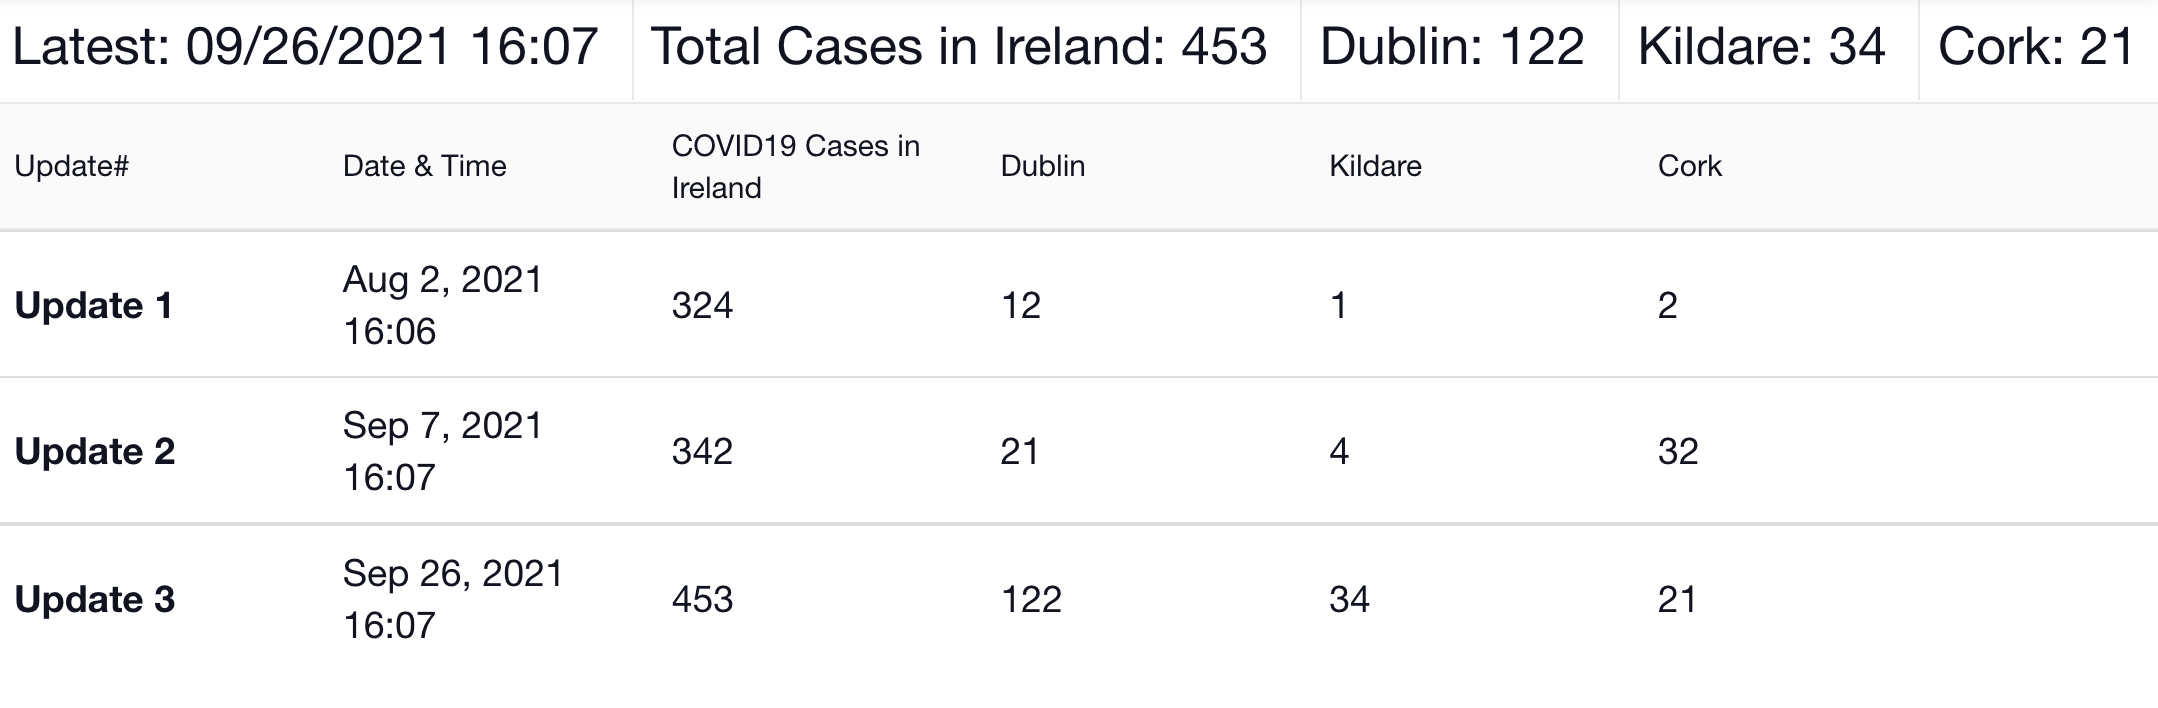 Latest: 09/26/2021 16:07 Total Cases in Ireland: 453 Dublin: 122 Kildare: 34 Cork: 21
Update# Date & Time COVID19 Cases in Ireland Dublin Kildare Cork
Update 1 Aug 2, 2021 16:06 324 12 1 2
Update 2 Sep 7, 2021 16:07 342 21 4 32
Update 3 Sep 26, 2021 16:07 453 122 34 21